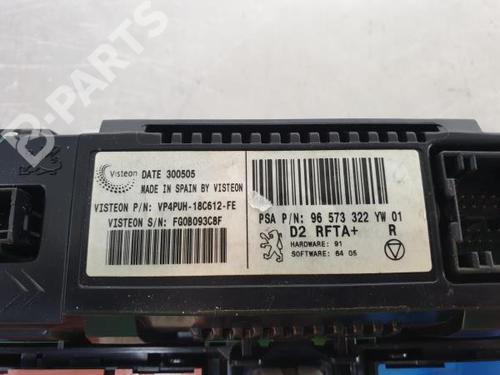 B-PARTS
Visteon DATE 300505
MADE IN SPAIN BY VISTEON
VISTEON P/N: VP4PUH-18C612-FE
VISTEON S/N: FG0B093C8F
PSA P/N: 96 573 322 YW 01
D2 RFTA+ R
HARDWARE: 91
SOFTWARE: 64 05